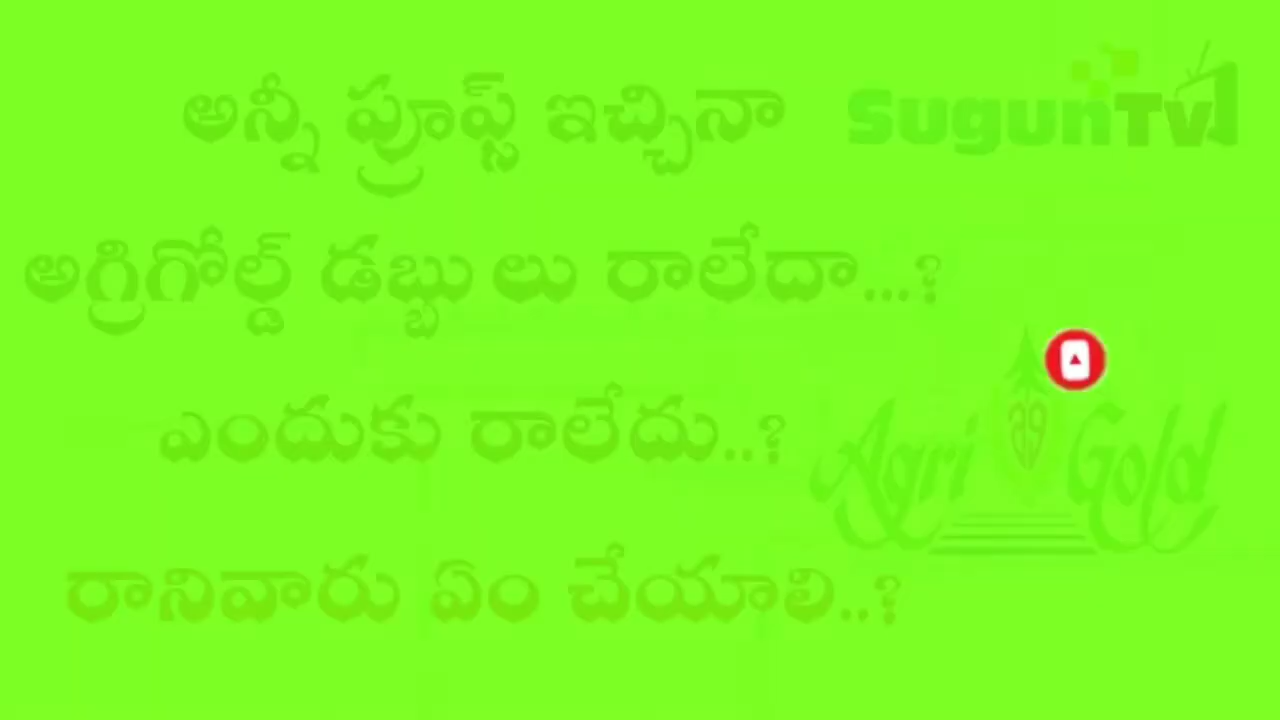 అన్నీ ప్రూఫ్స్ ఇచ్చినా
SugunTv
అగ్రిగోల్డ్ డబ్బులు రాలేదా...?
ఎందుకు రాలేదు..?
Agri Gold
రానివారు ఏం చేయాలి..?